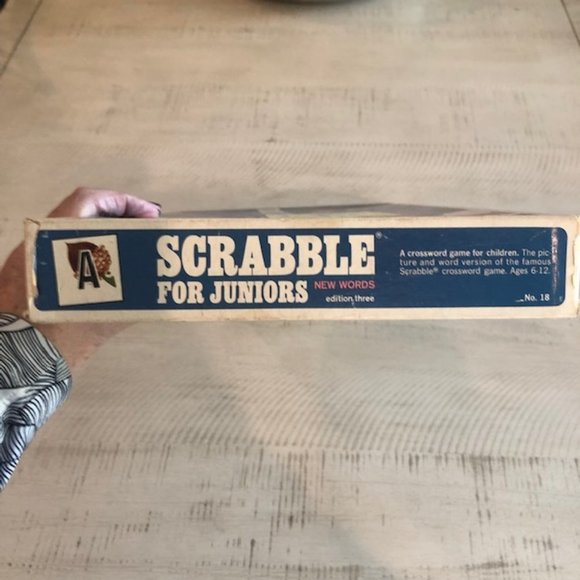 A
SCRABBLE®
FOR JUNIORS NEW WORDS
edition three
A crossword game for children. The pic
ture and word version of the famous
Scrabble® crossword game. Ages 6-12.
No. 18